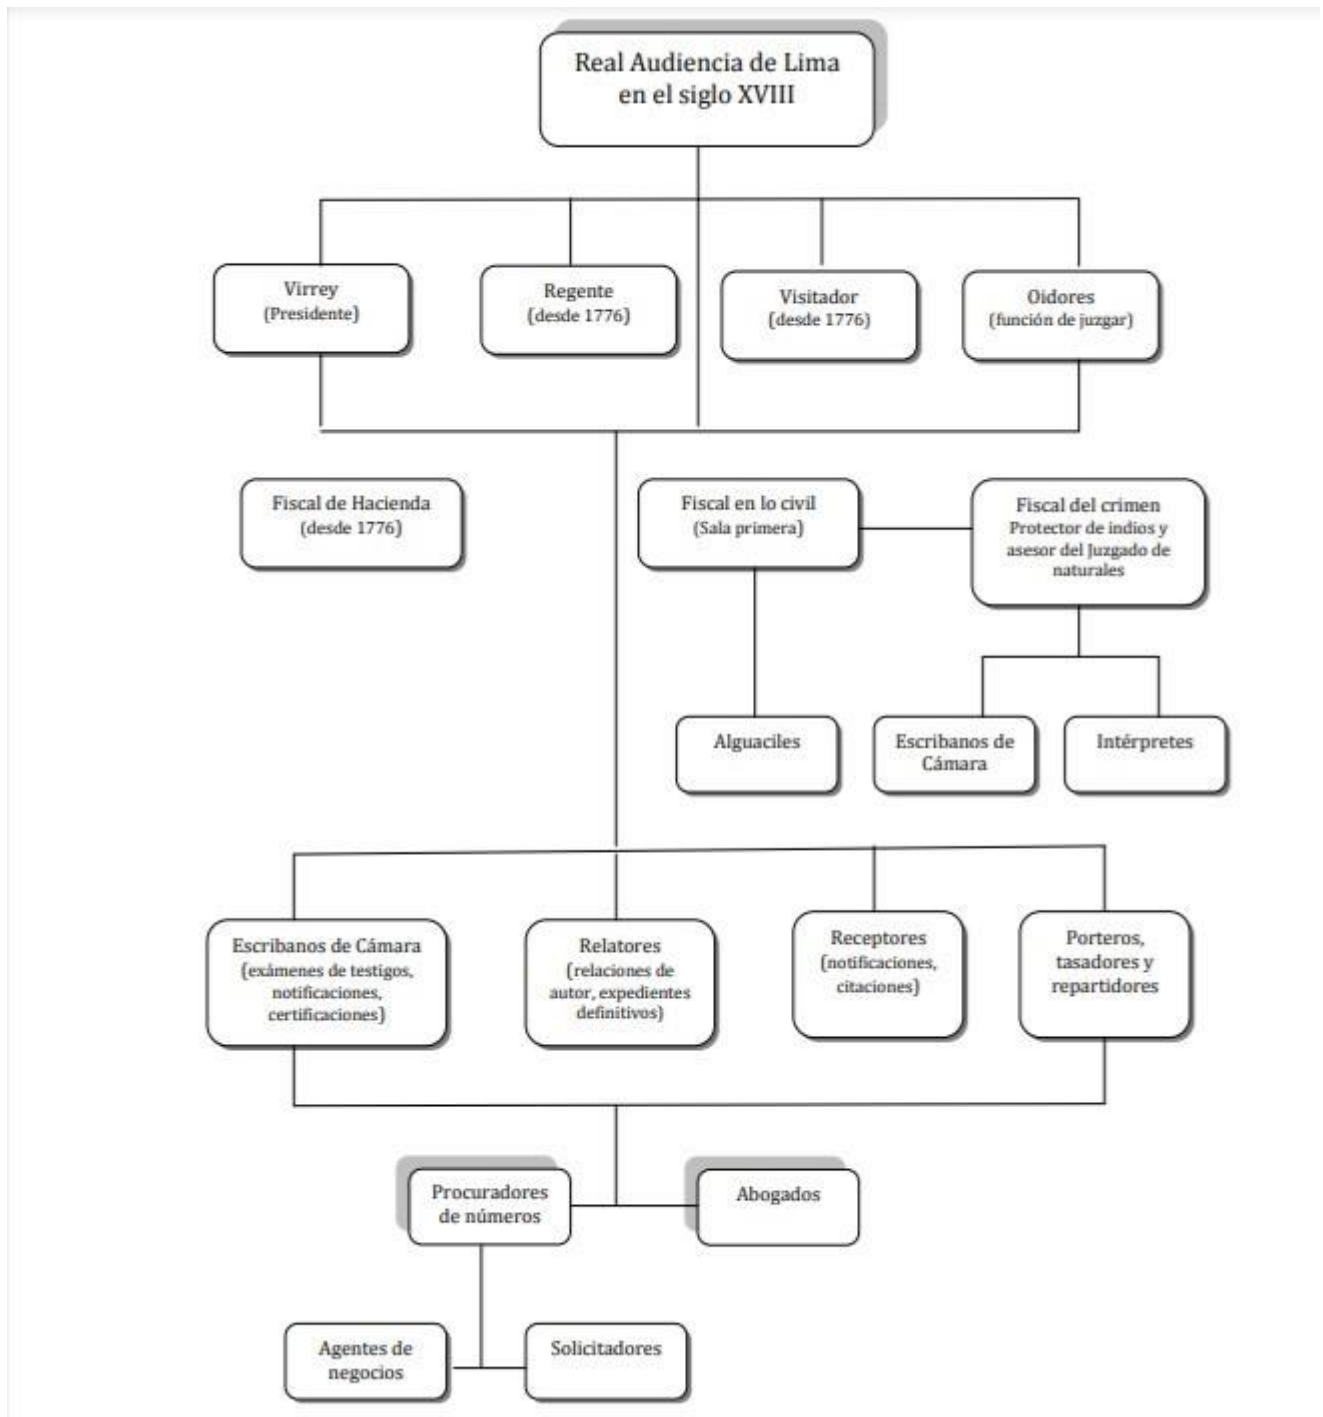 Real Audiencia de Lima
en el siglo XVIII
Virrey
(Presidente)
Regente
(desde 1776)
Visitador
(desde 1776)
Oidores
(función de juzgar)
Fiscal de Hacienda
(desde 1776)
Fiscal en lo civil
(Sala primera)
Fiscal del crimen
Protector de indios y
asesor del Juzgado de
naturales
Alguaciles
Escribanos de
Cámara
Intérpretes
Escribanos de Cámara
(exámenes de testigos,
notificaciones,
certificaciones)
Relatores
(relaciones de
autor, expedientes
definitivos)
Receptores
(notificaciones,
citaciones)
Porteros,
tasadores y
repartidores
Procuradores
de números
Abogados
Agentes de
negocios
Solicitadores